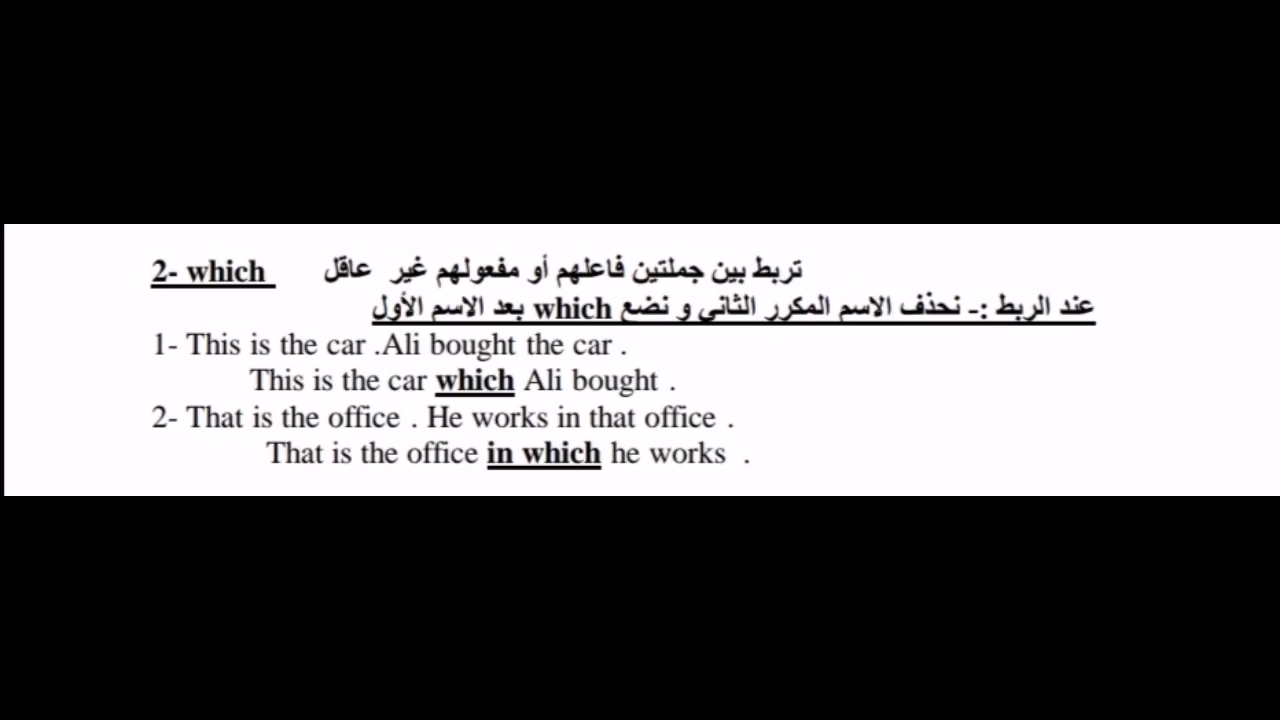 2- which تربط بين جملتين فاعلهم أو مفعولهم غير عاقل
عند الربط :- نحذف الاسم المكرر الثاني و نضع which بعد الاسم الأول
1- This is the car .Ali bought the car .
This is the car which Ali bought .
2- That is the office . He works in that office .
That is the office in which he works .